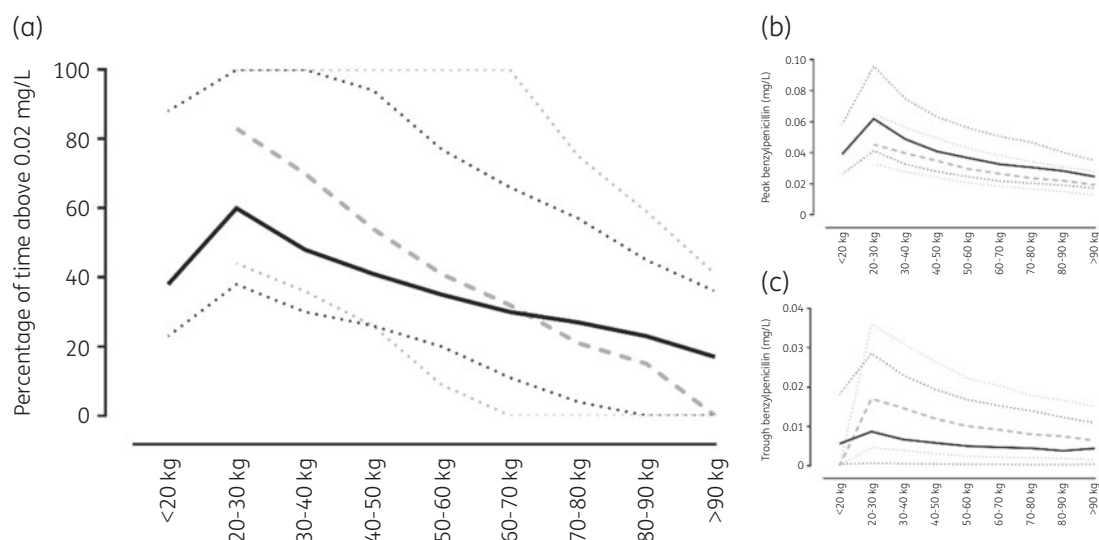 (a)
Percentage of time above 0.02 mg/L
100
80
60
40
20
0
<20 kg
20-30 kg
30-40 kg
40-50 kg
50-60 kg
60-70 kg
70-80 kg
80-90 kg
>90 kg
(b)
Peak benzylpenicillin (mg/L)
0.10
0.08
0.06
0.04
0.02
0
<20 kg
20-30 kg
30-40 kg
40-50 kg
50-60 kg
60-70 kg
70-80 kg
80-90 kg
>90 kg
(c)
Trough benzylpenicillin (mg/L)
0.04
0.03
0.02
0.01
0
<20 kg
20-30 kg
30-40 kg
40-50 kg
50-60 kg
60-70 kg
70-80 kg
80-90 kg
>90 kg